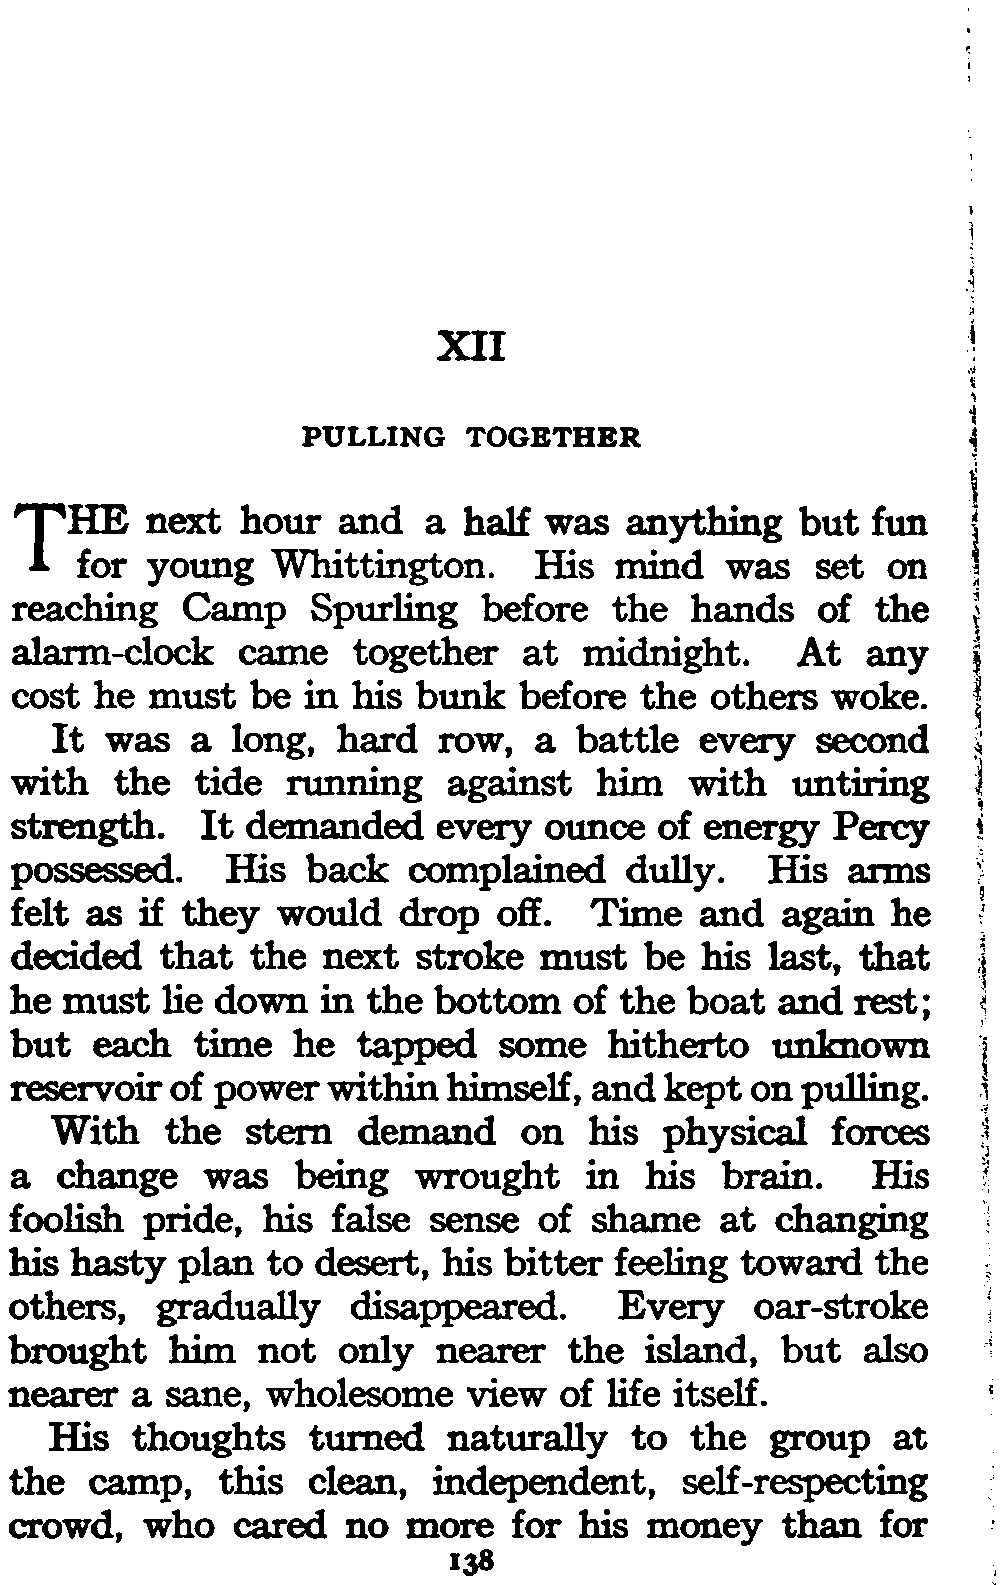 XII
PULLING TOGETHER
THE next hour and a half was anything but fun
for young Whittington. His mind was set on
reaching Camp Spurling before the hands of the
alarm-clock came together at midnight. At any
cost he must be in his bunk before the others woke.
It was a long, hard row, a battle every second
with the tide running against him with untiring
strength. It demanded every ounce of energy Percy
possessed. His back complained dully. His arms
felt as if they would drop off. Time and again he
decided that the next stroke must be his last, that
he must lie down in the bottom of the boat and rest;
but each time he tapped some hitherto unknown
reservoir of power within himself, and kept on pulling.
With the stern demand on his physical forces
a change was being wrought in his brain. His
foolish pride, his false sense of shame at changing
his hasty plan to desert, his bitter feeling toward the
others, gradually disappeared. Every oar-stroke
brought him not only nearer the island, but also
nearer a sane, wholesome view of life itself.
His thoughts turned naturally to the group at
the camp, this clean, independent, self-respecting
crowd, who cared no more for his money than for
138